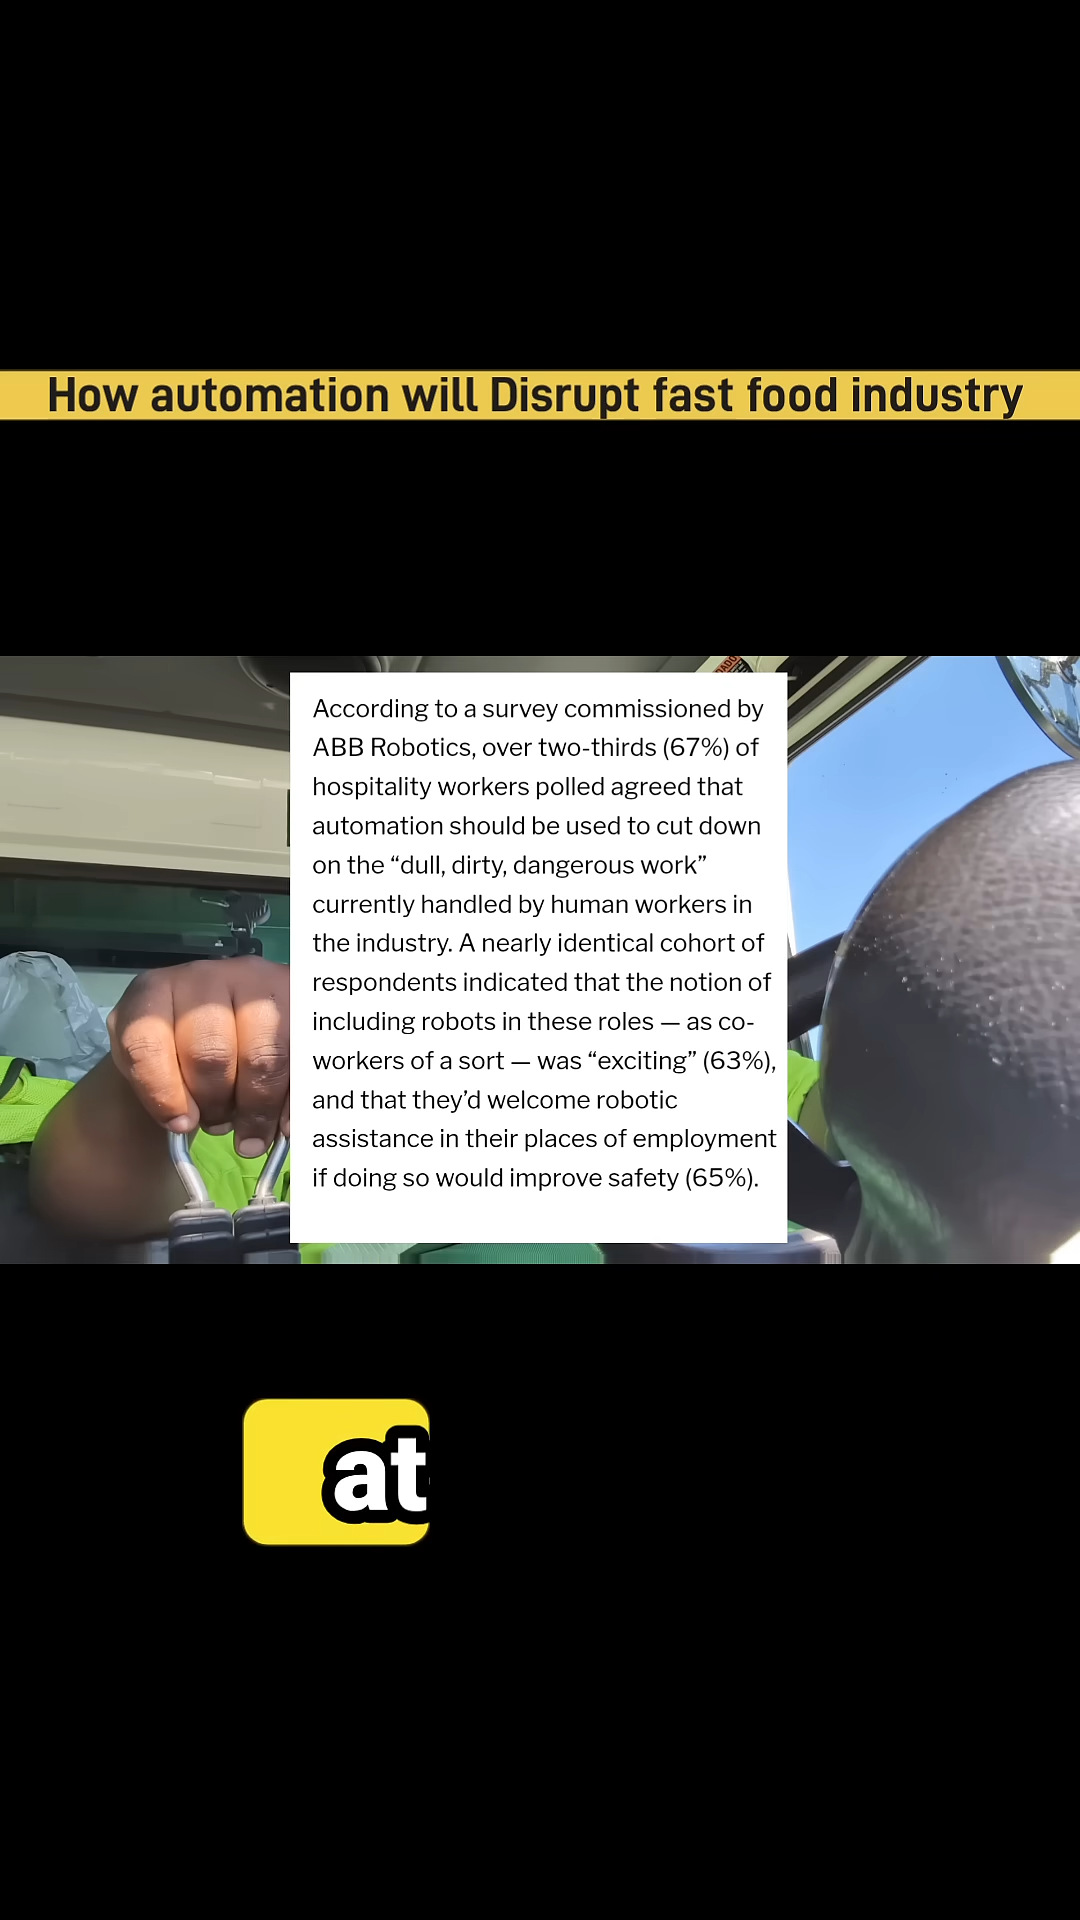 How automation will Disrupt fast food industry
According to a survey commissioned by
ABB Robotics, over two-thirds (67%) of
hospitality workers polled agreed that
automation should be used to cut down
on the “dull, dirty, dangerous work”
currently handled by human workers in
the industry. A nearly identical cohort of
respondents indicated that the notion of
including robots in these roles — as co-
workers of a sort — was “exciting” (63%),
and that they’d welcome robotic
assistance in their places of employment
if doing so would improve safety (65%).
at